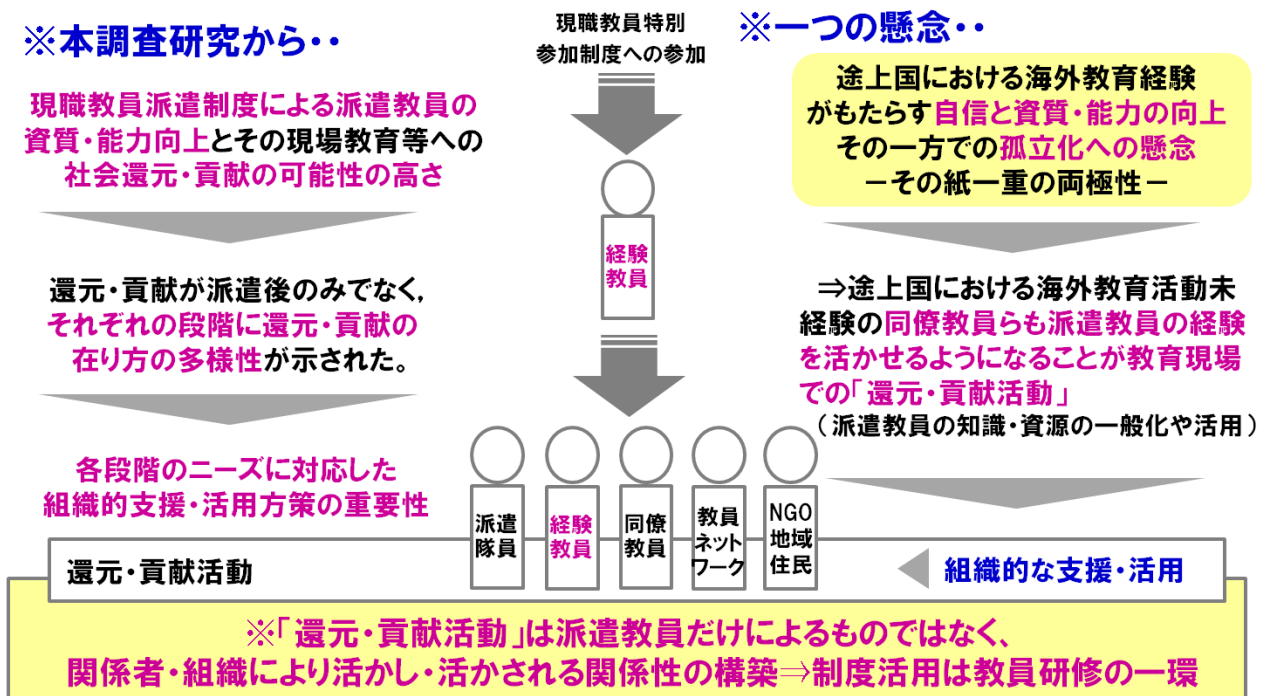 ※本調査研究から・・
現職教員派遣制度による派遣教員の
資質・能力向上とその現場教育等への
社会還元・貢献の可能性の高さ
還元・貢献が派遣後のみでなく,
それぞれの段階に還元・貢献の
在り方の多様性が示された。
各段階のニーズに対応した
組織的支援・活用方策の重要性
現職教員特別
参加制度への参加
経験
教員
※一つの懸念・・
途上国における海外教育経験
がもたらす自信と資質・能力の向上
その一方での孤立化への懸念
－その紙一重の両極性－
⇒途上国における海外教育活動未
経験の同僚教員らも派遣教員の経験
を活かせるようになることが教育現場
での「還元・貢献活動」
（派遣教員の知識・資源の一般化や活用）
派遣
隊員
経験
教員
同僚
教員
教員
ネット
ワーク
NGO
地域
住民
還元・貢献活動
組織的な支援・活用
※「還元・貢献活動」は派遣教員だけによるものではなく、
関係者・組織により活かし・活かされる関係性の構築⇒制度活用は教員研修の一環